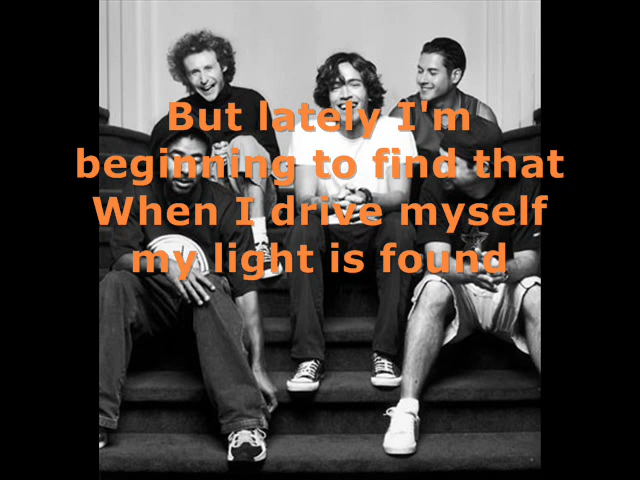 But lately I'm
beginning to find that
When I drive myself
my light is found